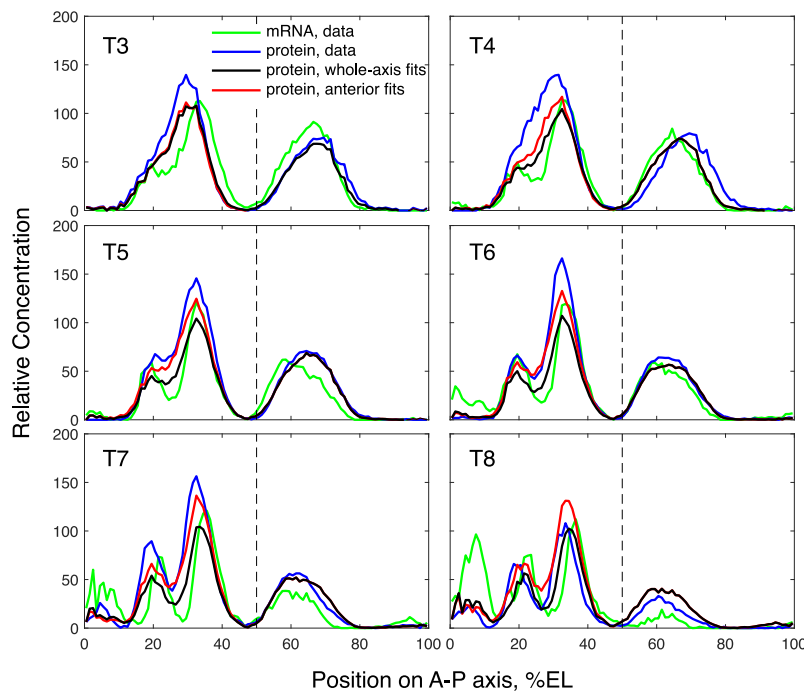 200
150
100
50
0
T3
mRNA, data
protein, data
protein, whole-axis fits
protein, anterior fits
T4
200
150
100
50
0
T5
T6
200
150
100
50
0
T7
T8
0 20 40 60 80 100
20 40 60 80 100
Relative Concentration
Position on A-P axis, %EL